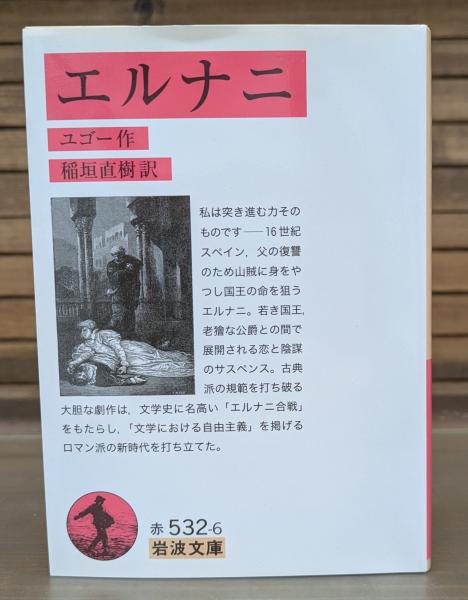 エルナニ
ユゴー作
稲垣直樹訳
私は突き進む力その
ものです──16世紀
スペイン，父の復讐
のため山賊に身をや
つし国王の命を狙う
エルナニ。若き国王，
老獪な公爵との間で
展開される恋と陰謀
のサスペンス。古典
派の規範を打ち破る
大胆な劇作は，文学史に名高い「エルナニ合戦」
をもたらし，「文学における自由主義」を掲げる
ロマン派の新時代を打ち立てた。
赤 532-6
岩波文庫